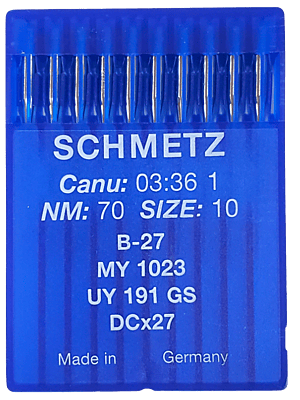 SCHMETZ
Canu: 03:36 1
NM: 70 SIZE: 10
B-27
MY 1023
UY 191 GS
DCx27
Made in Germany